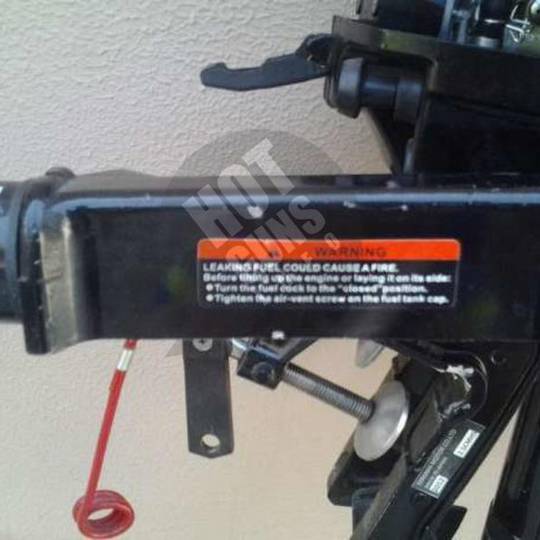 HOT
GUNS
WARNING
LEAKING FUEL COULD CAUSE A FIRE.
Before tilting up the engine or laying it on its side:
● Turn the fuel cock to the "closed" position.
● Tighten the air-vent screw on the fuel tank cap.